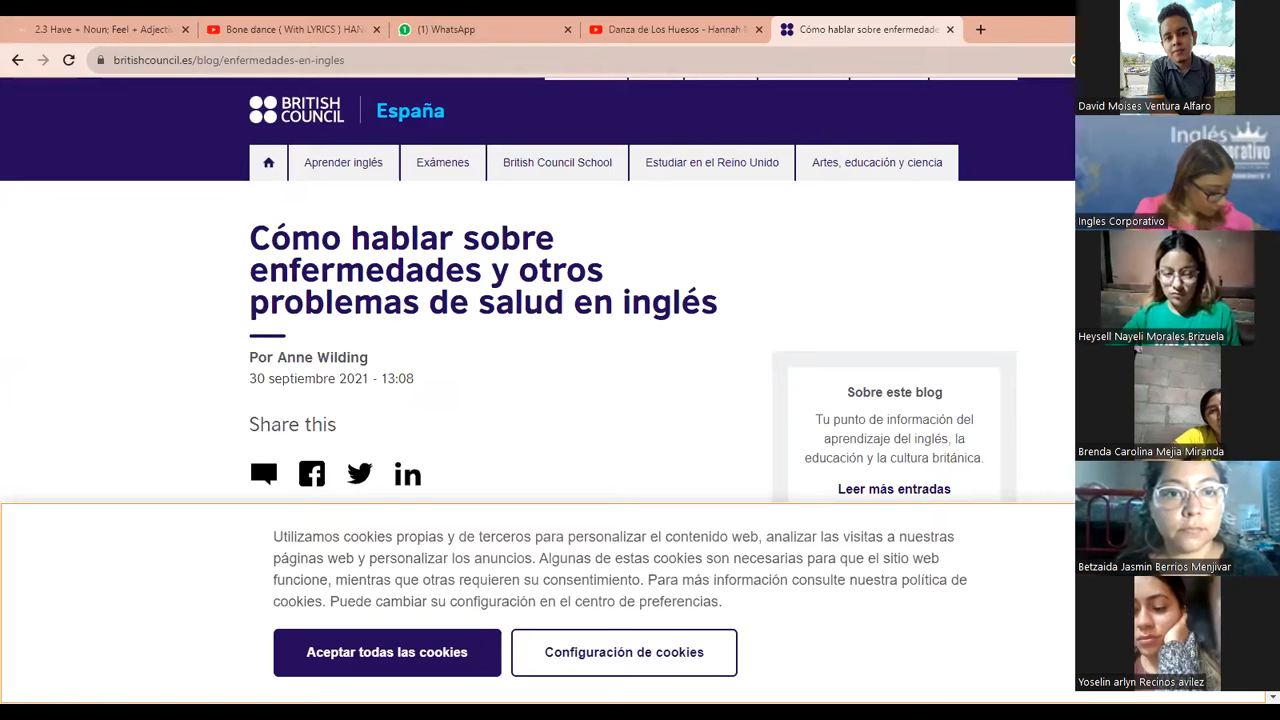 2.3 Have + Noun; Feel + Adjectiv
Bone dance ( With LYRICS ) HAN
(1) WhatsApp
Danza de Los Huesos - Hannah
Cómo hablar sobre enfermedade
britishcouncil.es/blog/enfermedades-en-ingles
BRITISH
COUNCIL
España
Aprender inglés
Exámenes
British Council School
Estudiar en el Reino Unido
Artes, educación y ciencia
Cómo hablar sobre
enfermedades y otros
problemas de salud en inglés
Por Anne Wilding
30 septiembre 2021 - 13:08
Share this
Sobre este blog
Tu punto de información del
aprendizaje del inglés, la
educación y la cultura británica.
Leer más entradas
Utilizamos cookies propias y de terceros para personalizar el contenido web, analizar las visitas a nuestras
páginas web y personalizar los anuncios. Algunas de estas cookies son necesarias para que el sitio web
funcione, mientras que otras requieren su consentimiento. Para más información consulte nuestra política de
cookies. Puede cambiar su configuración en el centro de preferencias.
Aceptar todas las cookies
Configuración de cookies
David Moises Ventura Alfaro
Inglés
Ingles Corporativo
Heysell Nayeli Morales Brizuela
Brenda Carolina Mejia Miranda
Betzaida Jasmin Berrios Menjivar
Yoselin arlyn Recinos avilez